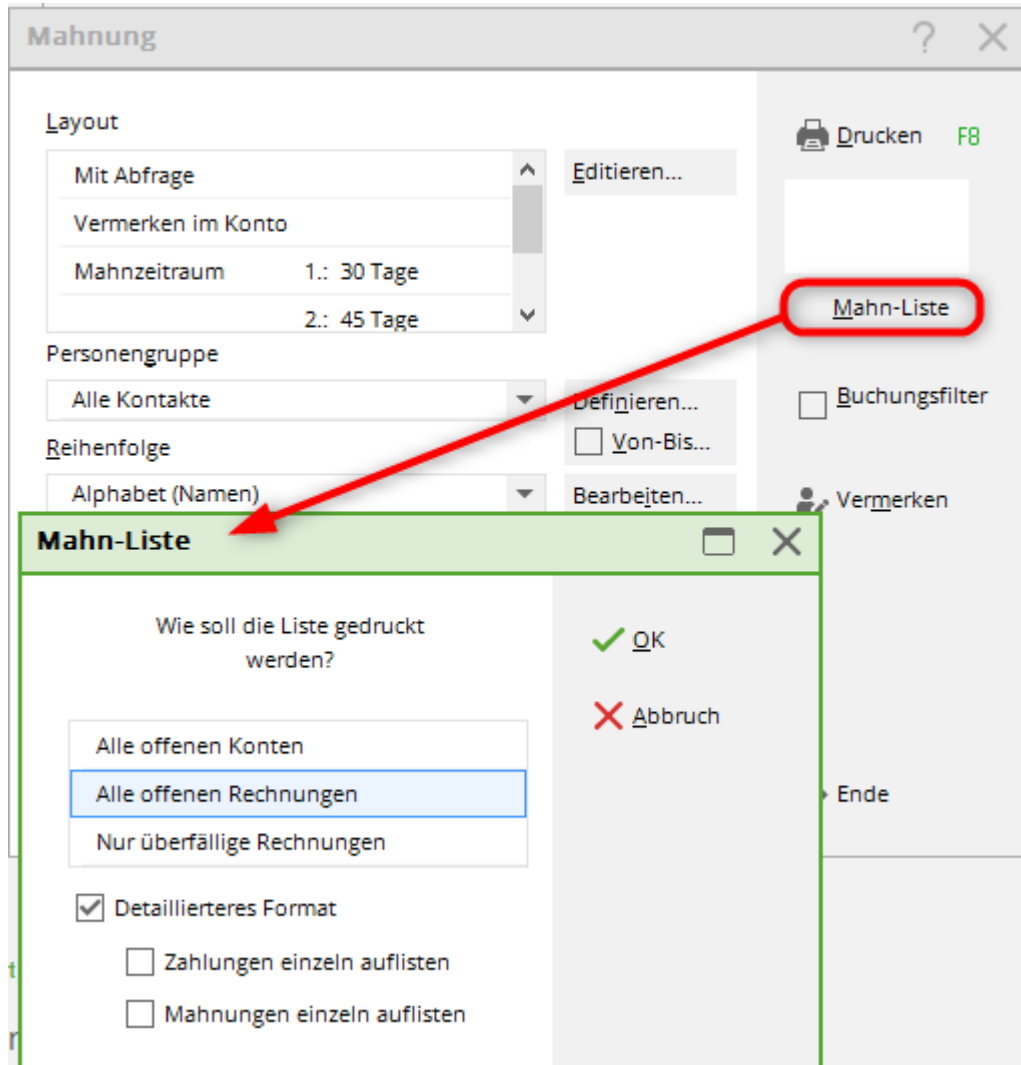 Mahnung
Layout
Drucken F8
Mit Abfrage
Editieren...
Vermerken im Konto
Mahnzeitraum 1.: 30 Tage
2.: 45 Tage
Mahn-Liste
Personengruppe
Alle Kontakte
Definieren...
Buchungsfilter
Von-Bis...
Reihenfolge
Alphabet (Namen)
Bearbeiten...
Vermerken
Mahn-Liste
Wie soll die Liste gedruckt
werden?
OK
Abbruch
Alle offenen Konten
Alle offenen Rechnungen
Nur überfällige Rechnungen
Ende
Detaillierteres Format
Zahlungen einzeln auflisten
Mahnungen einzeln auflisten
t
r